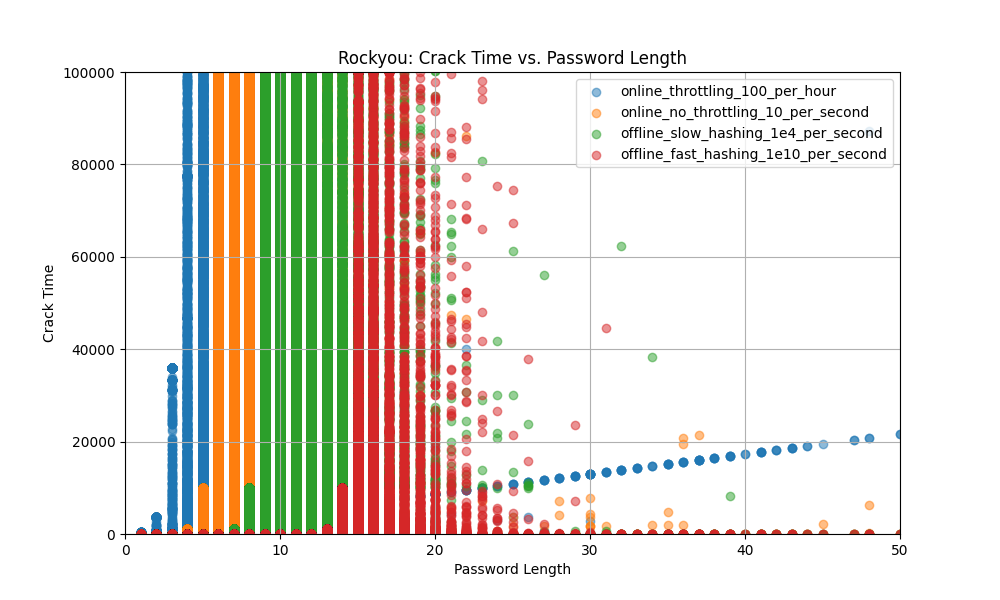 Rockyou: Crack Time vs. Password Length
100000
80000
60000
40000
20000
0
Crack Time
online_throttling_100_per_hour
online_no_throttling_10_per_second
offline_slow_hashing_1e4_per_second
offline_fast_hashing_1e10_per_second
0 10 20 30 40 50
Password Length